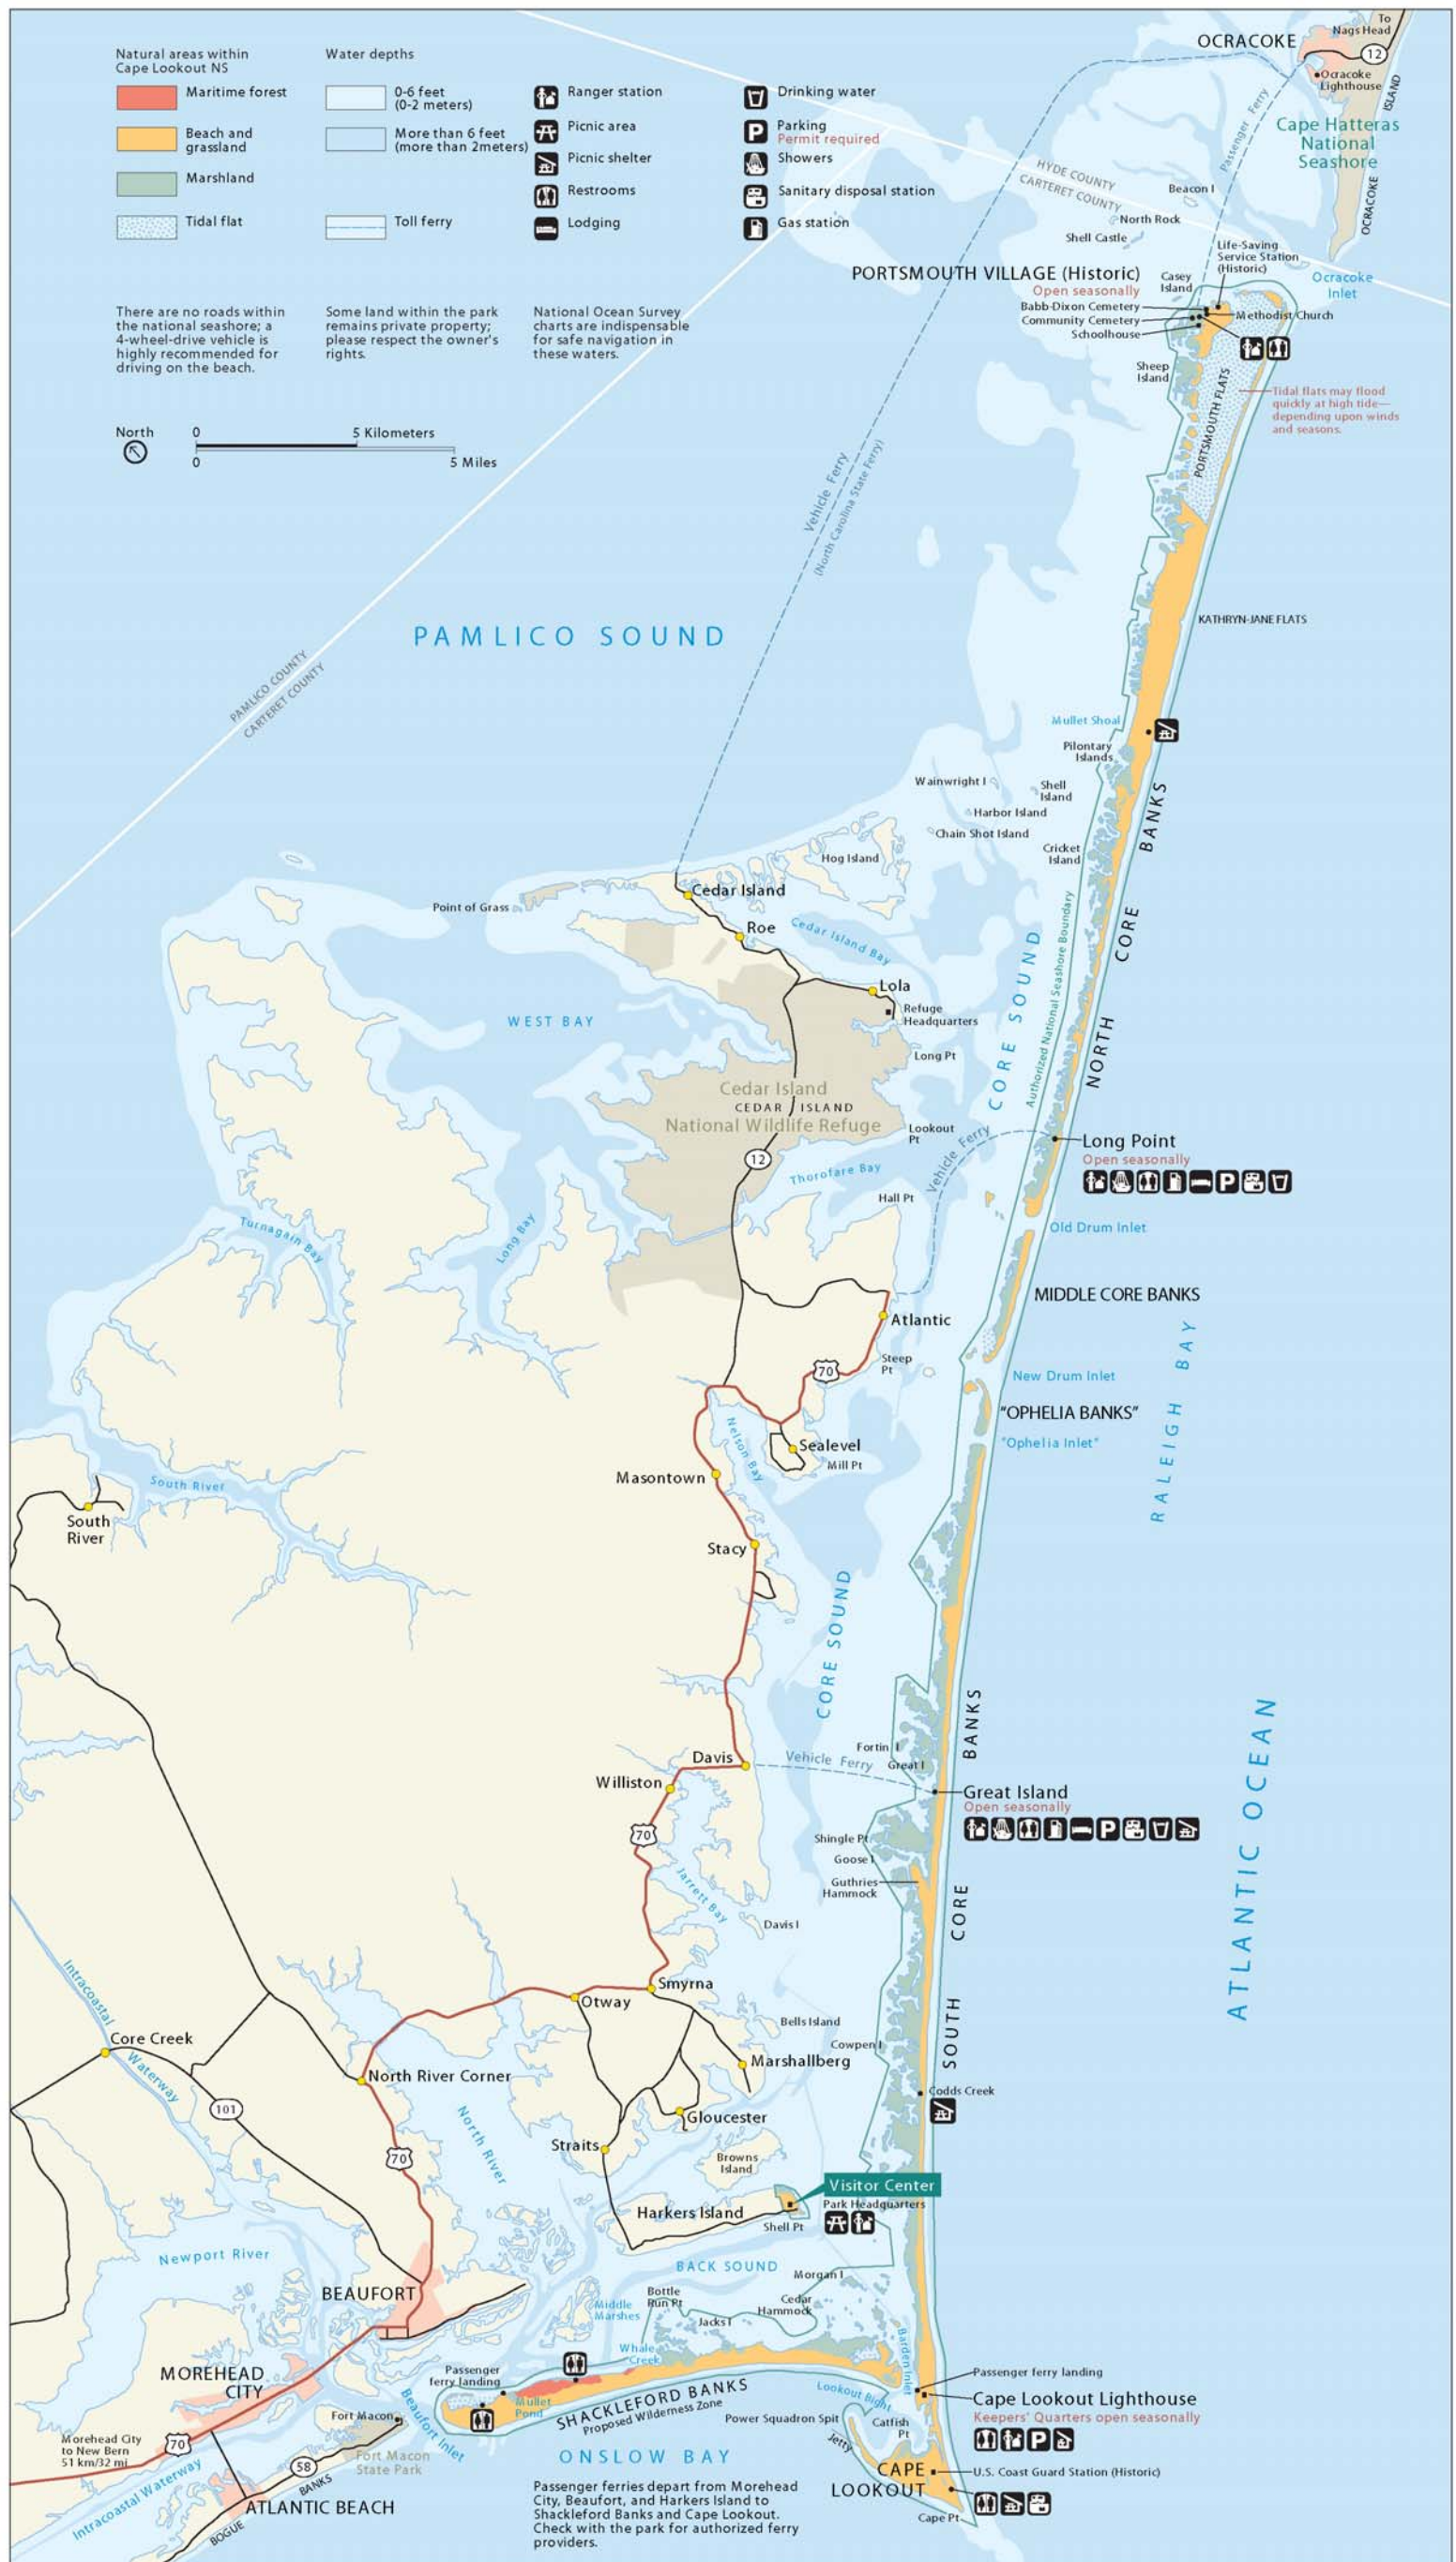 Natural areas within
Cape Lookout NS
Maritime forest
Beach and
grassland
Marshland
Tidal flat
Water depths
0-6 feet
(0-2 meters)
More than 6 feet
(more than 2meters)
Toll ferry
Ranger station
Picnic area
Picnic shelter
Restrooms
Lodging
Drinking water
Parking
Permit required
Showers
Sanitary disposal station
Gas station
There are no roads within
the national seashore; a
4-wheel-drive vehicle is
highly recommended for
driving on the beach.
Some land within the park
remains private property;
please respect the owner's
rights.
National Ocean Survey
charts are indispensable
for safe navigation in
these waters.
North
0
5 Kilometers
0
5 Miles
To
Nags Head
12
OCRACOKE
Ocracoke
Lighthouse
OCRACOKE ISLAND
Cape Hatteras
National
Seashore
Passenger Ferry
HYDE COUNTY
CARTERET COUNTY
Beacon I
North Rock
Shell Castle
Life-Saving
Service Station
(Historic)
Ocracoke
Inlet
PORTSMOUTH VILLAGE (Historic)
Open seasonally
Casey
Island
Babb-Dixon Cemetery
Community Cemetery
Schoolhouse
Methodist Church
P
Sheep
Island
PORTSMOUTH FLATS
Tidal flats may flood
quickly at high tide—
depending upon winds
and seasons.
Vehicle Ferry
(North Carolina State Ferry)
PAMLICO SOUND
PAMLICO COUNTY
CARTERET COUNTY
KATHRYN-JANE FLATS
Mullet Shoal
Pilontary
Islands
Wainwright I
Shell
Island
Harbor Island
Chain Shot Island
Cricket
Island
Hog Island
NORTH CORE BANKS
Authorized National Seashore Boundary
CORE SOUND
Point of Grass
Cedar Island
Roe
Cedar Island Bay
Lola
Refuge
Headquarters
WEST BAY
Long Pt
Cedar Island
CEDAR ISLAND
National Wildlife Refuge
Lookout
Pt
12
Vehicle Ferry
Long Point
Open seasonally
P
Thorofare Bay
Hall Pt
Turnagain Bay
Long Bay
Old Drum Inlet
MIDDLE CORE BANKS
Atlantic
Steep
Pt
70
New Drum Inlet
"OPHELIA BANKS"
"Ophelia Inlet"
RALEIGH BAY
Nelson Bay
Sealevel
Mill Pt
Masontown
South River
South
River
Stacy
CORE SOUND
Davis
Vehicle Ferry
Fortin I
Great I
Williston
70
Great Island
Open seasonally
P
Shingle Pt
Goose I
Guthries
Hammock
Jarrett Bay
Davis I
ATLANTIC OCEAN
SOUTH CORE BANKS
Intracoastal
Waterway
Core Creek
101
Smyrna
Otway
Bells Island
Cowpen I
Marshallberg
Codds Creek
North River Corner
Gloucester
North River
70
Straits
Browns
Island
Visitor Center
Park Headquarters
Harkers Island
Shell Pt
Newport River
BACK SOUND
Morgan I
BEAUFORT
Bottle
Run Pt
Cedar
Hammock
Middle
Marshes
Jacks I
Whale
Creek
Barden Inlet
MOREHEAD
CITY
Passenger
ferry landing
Mullet
Pond
SHACKLEFORD BANKS
Proposed Wilderness Zone
Lookout Bight
Passenger ferry landing
Cape Lookout Lighthouse
Keepers' Quarters open seasonally
P
Power Squadron Spit
Catfish
Pt
Jetty
Fort Macon
Beaufort Inlet
Fort Macon
State Park
Morehead City
to New Bern
51 km/32 mi
70
58
Intracoastal Waterway
BOGUE BANKS
ATLANTIC BEACH
ONSLOW BAY
CAPE
LOOKOUT
U.S. Coast Guard Station (Historic)
Cape Pt
Passenger ferries depart from Morehead
City, Beaufort, and Harkers Island to
Shackleford Banks and Cape Lookout.
Check with the park for authorized ferry
providers.